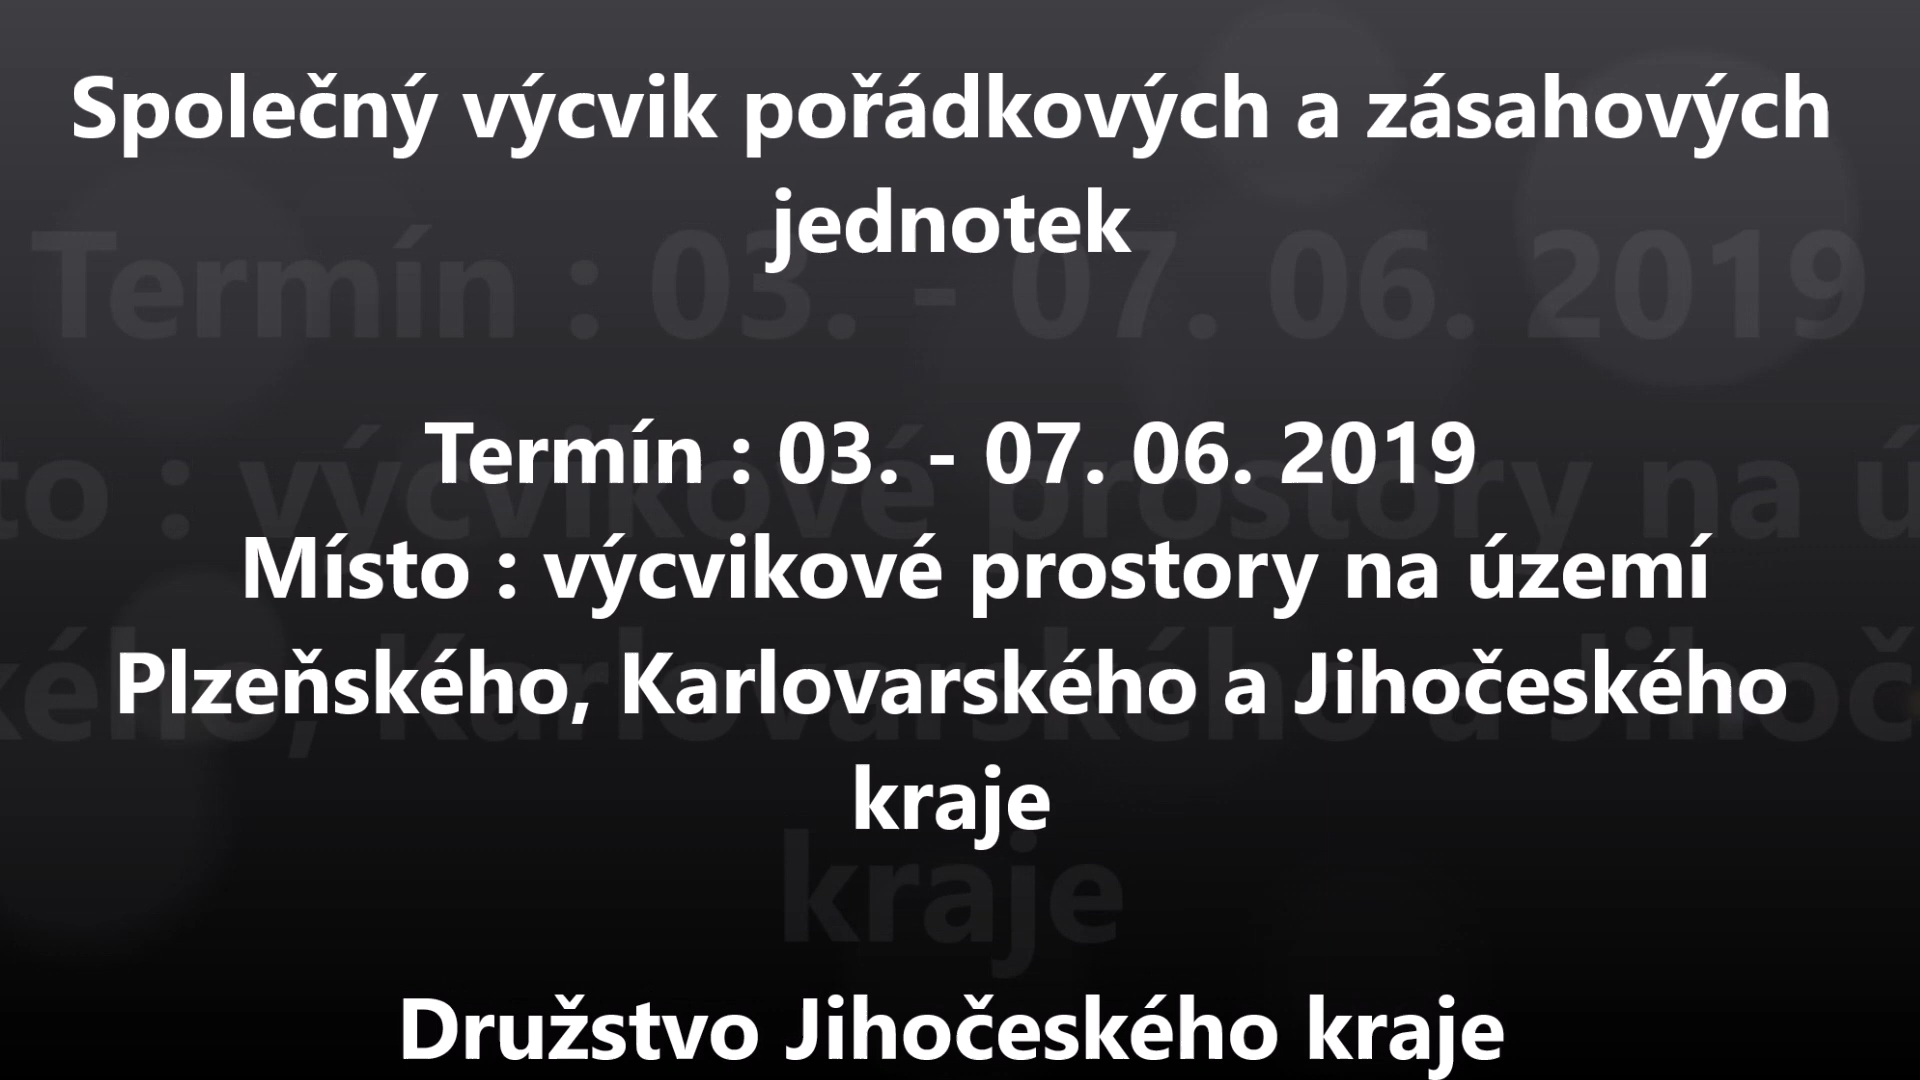 Společný výcvik pořádkových a zásahových
jednotek
Termín : 03. - 07. 06. 2019
Místo : výcvikové prostory na území
Plzeňského, Karlovarského a Jihočeského
kraje
Družstvo Jihočeského kraje